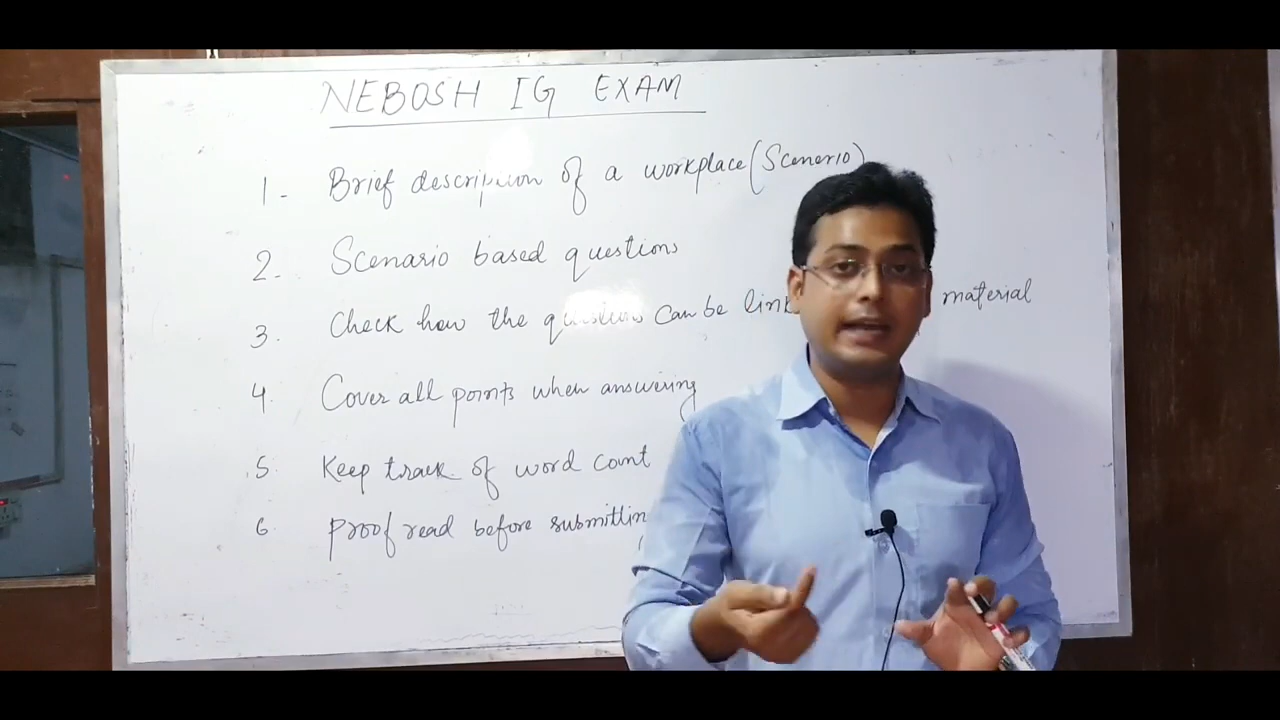 NEBOSH IG EXAM
1- Brief description of a workplace (Scenerio)
2- Scenario based questions
3. Check how the question can be link material
4. Cover all points when answering
5. Keep track of word count
6 Proof read before submittin